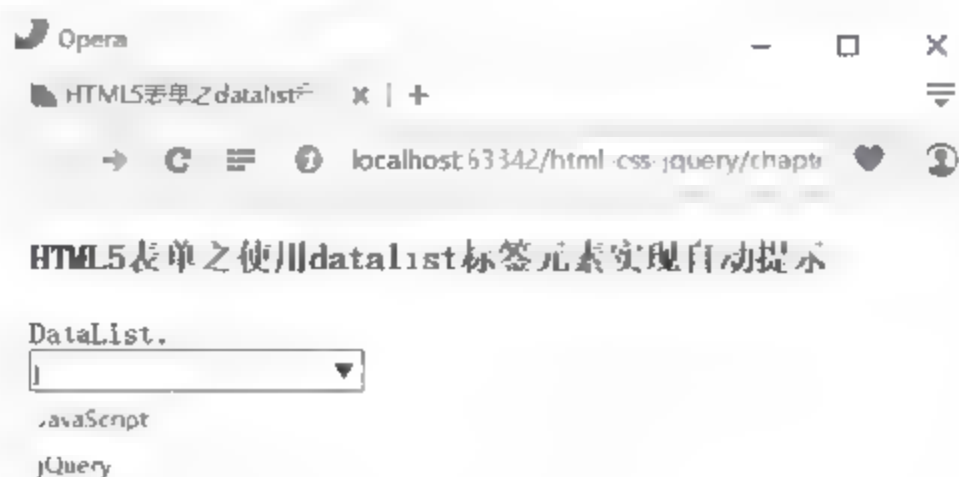 Opera
HTML5表单之datalist
localhost:63342/html-css-jquery/chapt
HTML5表单之使用datalist标签元素实现自动提示
DataList:
j
JavaScript
jQuery